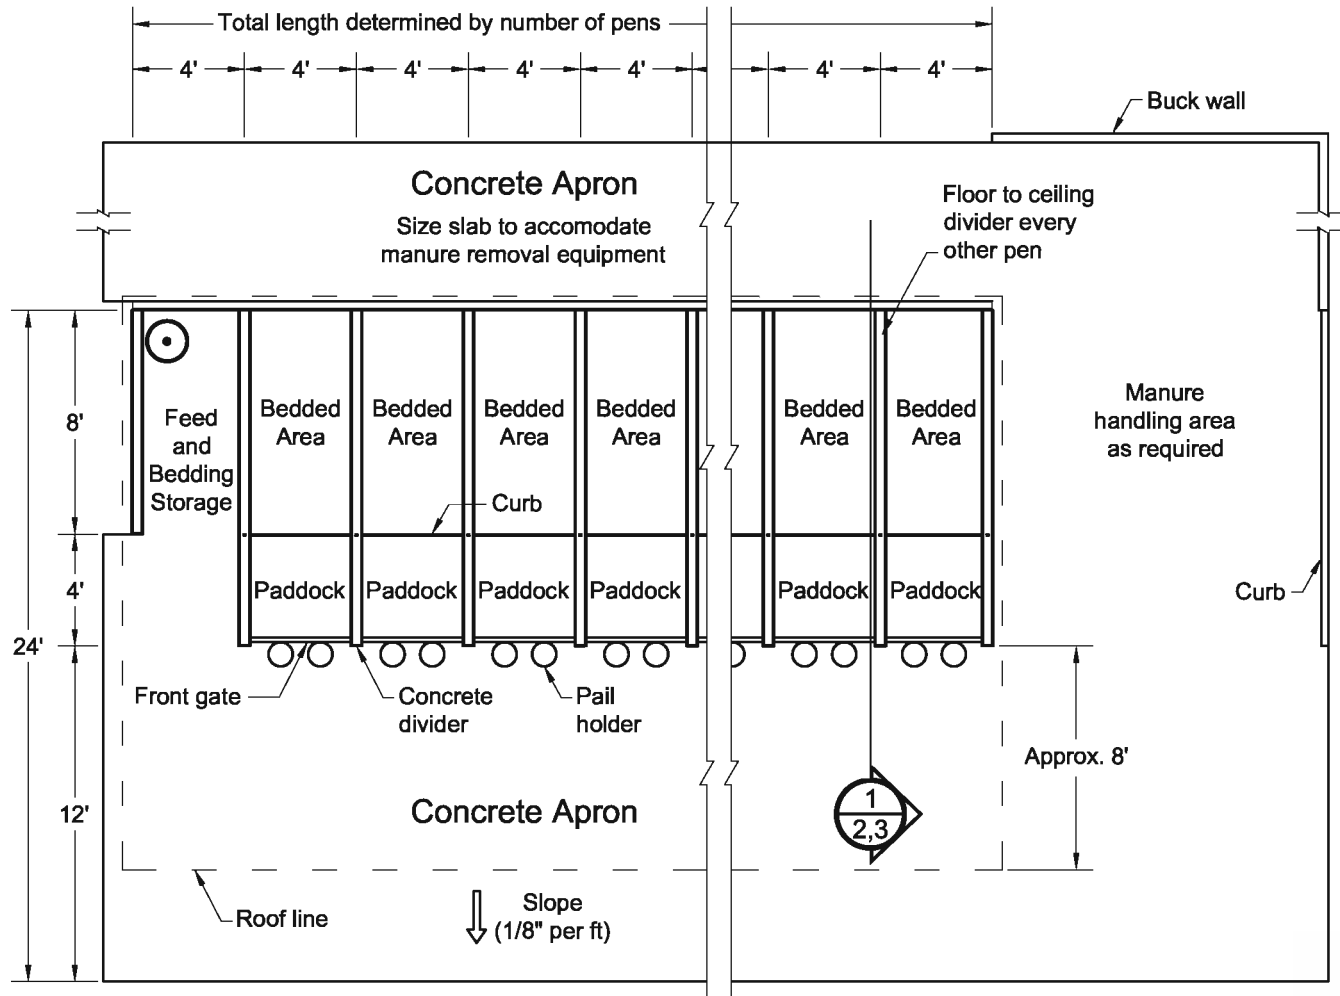 Total length determined by number of pens
4' 4' 4' 4' 4' 4' 4'
Buck wall
Concrete Apron
Size slab to accomodate
manure removal equipment
Floor to ceiling
divider every
other pen
8'
Feed
and
Bedding
Storage
Bedded
Area
Bedded
Area
Bedded
Area
Bedded
Area
Bedded
Area
Bedded
Area
Manure
handling area
as required
Curb
4'
Paddock
Paddock
Paddock
Paddock
Paddock
Paddock
Curb
24'
Front gate
Concrete
divider
Pail
holder
Approx. 8'
12'
Concrete Apron
1
2,3
Roof line
Slope
(1/8" per ft)